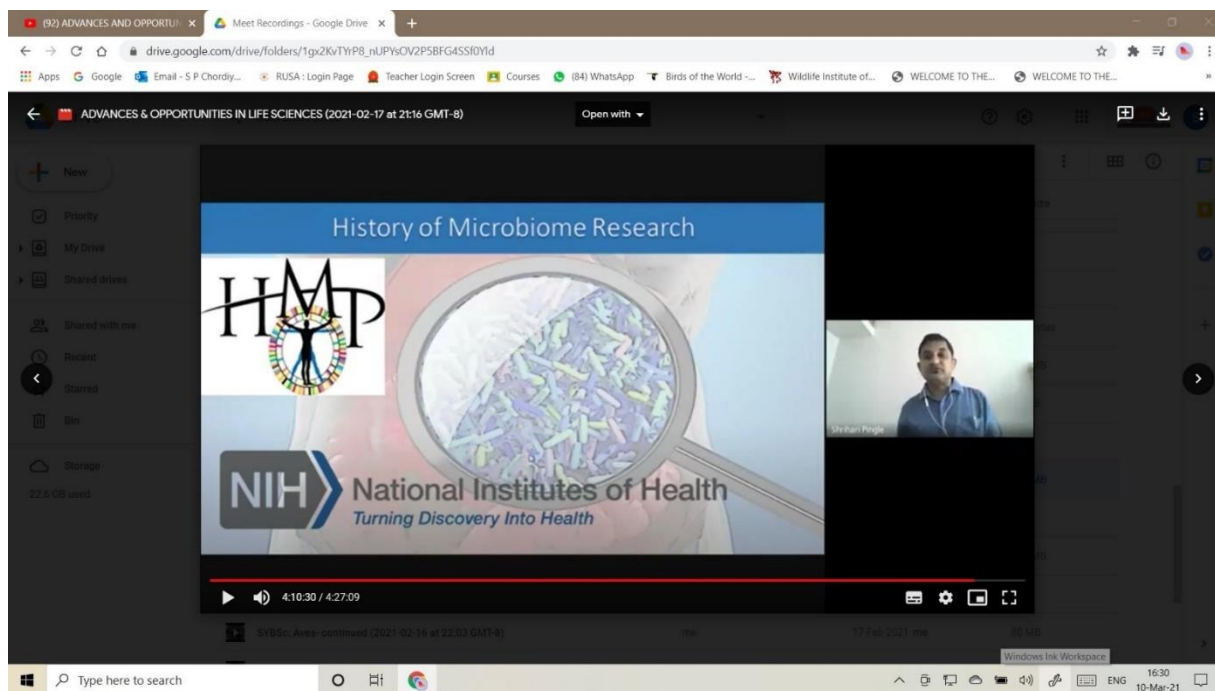 (92) ADVANCES AND OPPORTUN
Meet Recordings - Google Drive
drive.google.com/drive/folders/1gx2KvTYrP8_nUPYsOV2P5BFG4SSf0YId
Apps Google Email - S P Chordiy... RUSA : Login Page Teacher Login Screen Courses (84) WhatsApp Birds of the World -... Wildlife Institute of... WELCOME TO THE... WELCOME TO THE... »
ADVANCES & OPPORTUNITIES IN LIFE SCIENCES (2021-02-17 at 21:16 GMT-8) Open with
New
Priority
My Drive
Shared drives
Shared with me
Recent
Starred
Bin
Storage
22.6 GB used
History of Microbiome Research
HMP
NIH National Institutes of Health
Turning Discovery Into Health
Shrihari Pingle
4:10:30 / 4:27:09
SYBSc: Aves- continued (2021-02-16 at 22:03 GMT-8) me 17 Feb 2021 me 80 MB
Windows Ink Workspace
Type here to search
ENG 16:30
10-Mar-21